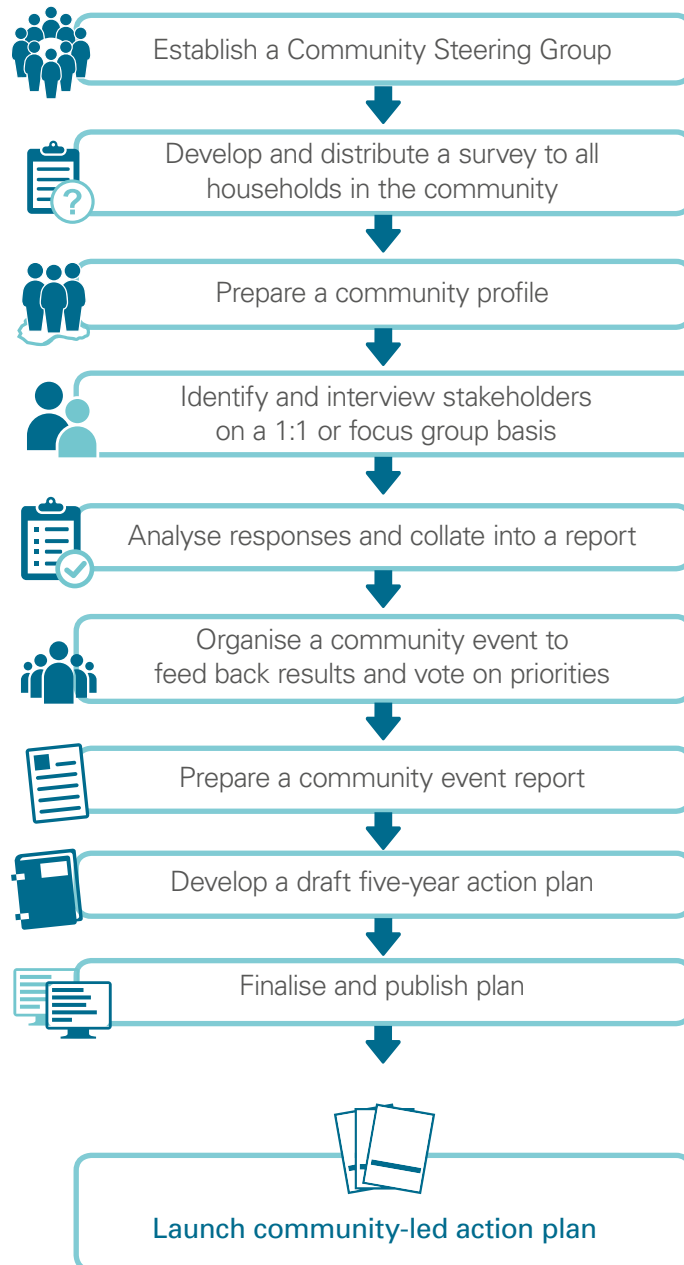 Establish a Community Steering Group
Develop and distribute a survey to all
households in the community
?
Prepare a community profile
Identify and interview stakeholders
on a 1:1 or focus group basis
Analyse responses and collate into a report
Organise a community event to
feed back results and vote on priorities
Prepare a community event report
Develop a draft five-year action plan
Finalise and publish plan
Launch community-led action plan